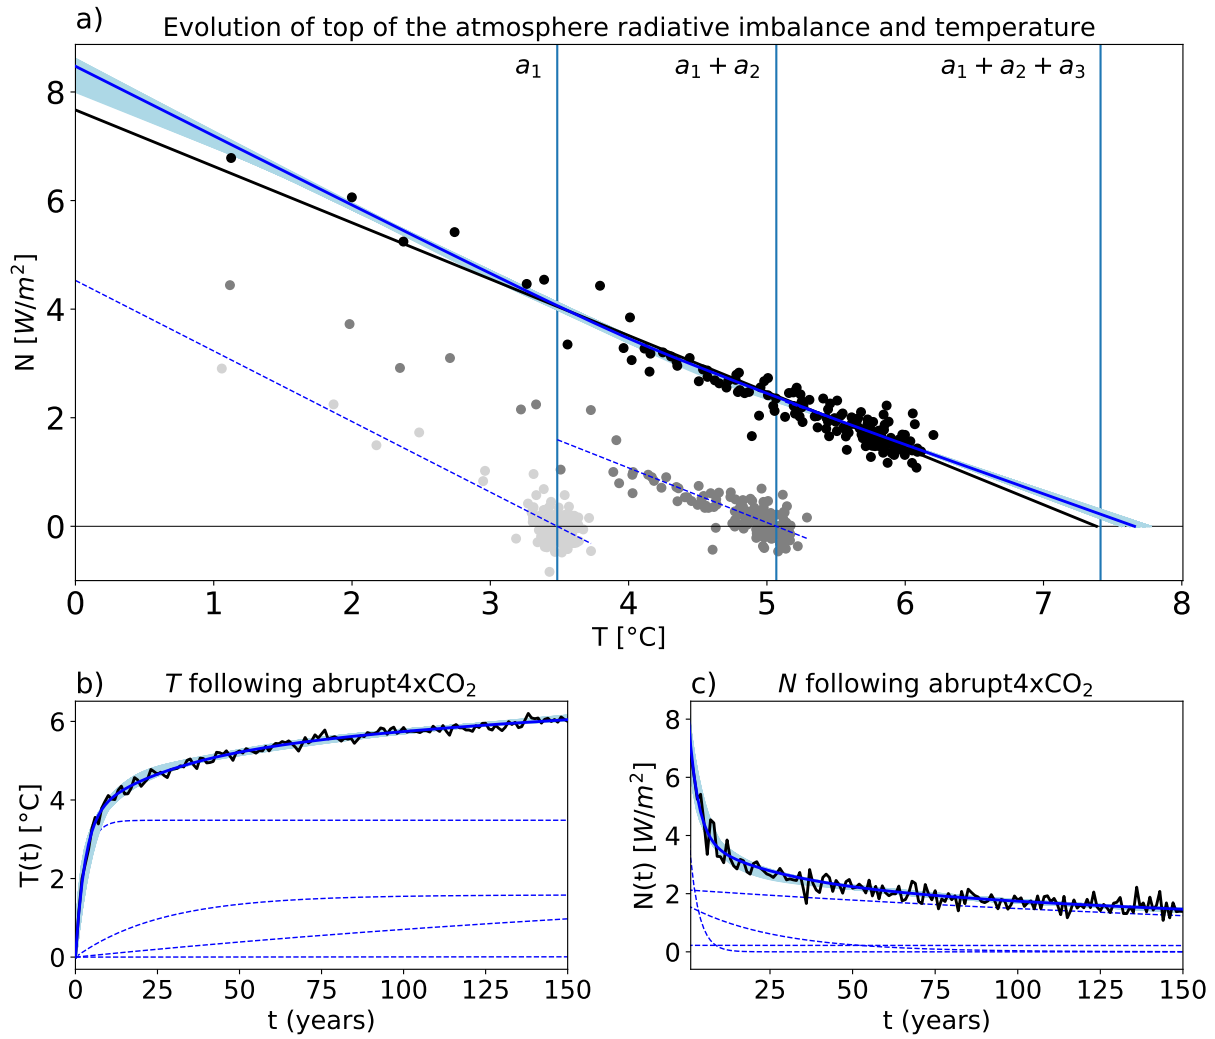 a) Evolution of top of the atmosphere radiative imbalance and temperature
a₁ a₁ + a₂ a₁ + a₂ + a₃
N [W/m²]
8
6
4
2
0
0 1 2 3 4 5 6 7 8
T [°C]
b) T following abrupt4xCO₂
T(t) [°C]
6
4
2
0
0 25 50 75 100 125 150
t (years)
c) N following abrupt4xCO₂
N(t) [W/m²]
8
6
4
2
0
25 50 75 100 125 150
t (years)